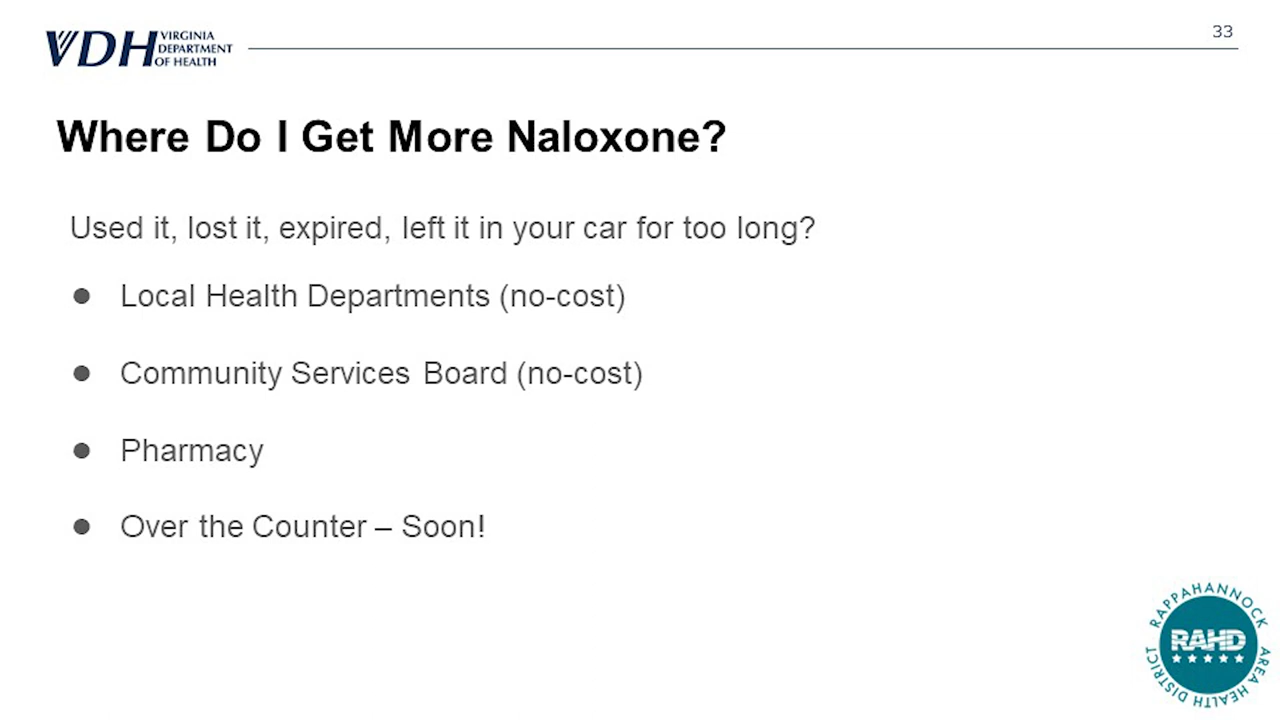 VDH VIRGINIA
DEPARTMENT
OF HEALTH
33
Where Do I Get More Naloxone?
Used it, lost it, expired, left it in your car for too long?
● Local Health Departments (no-cost)
● Community Services Board (no-cost)
● Pharmacy
● Over the Counter – Soon!
RAPPAHANNOCK
RAHD
AREA HEALTH DISTRICT